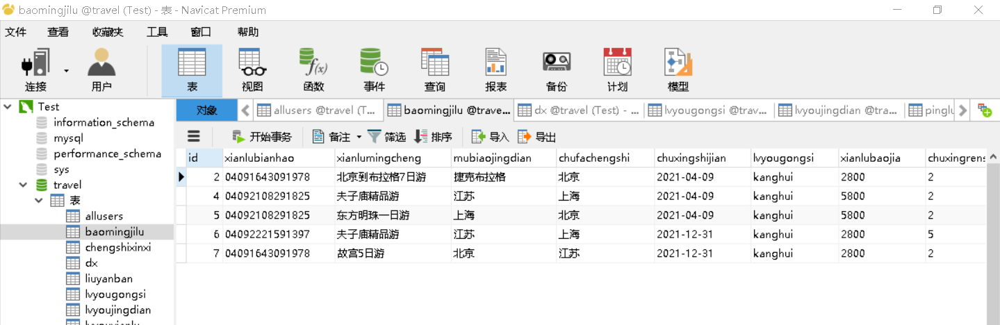 baomingjilu @travel (Test) - 表 - Navicat Premium
文件 查看 收藏夹 工具 窗口 帮助
连接 用户 表 视图 函数 事件 查询 报表 备份 计划 模型
Test
information_schema
mysql
performance_schema
sys
travel
表
allusers
baomingjilu
chengshixinxi
dx
liuyanban
lvyougongsi
lvyoujingdian
对象 allusers @travel (T... baomingjilu @trave... dx @travel (Test) - ... lvyougongsi @trav... lvyoujingdian @tra... pinglu
开始事务 备注 筛选 排序 导入 导出
id xianlubianhao xianlumingcheng mubiaojingdian chufachengshi chuxingshijian lvyougongsi xianlubaojia chuxingrens
2 04091643091978 北京到布拉格7日游 捷克布拉格 北京 2021-04-09 kanghui 2800 2
4 04092108291825 夫子庙精品游 江苏 上海 2021-04-09 kanghui 5800 2
5 04092108291825 东方明珠一日游 上海 北京 2021-04-09 kanghui 5800 2
6 04092221591397 夫子庙精品游 江苏 上海 2021-12-31 kanghui 2800 5
7 04091643091978 故宫5日游 北京 江苏 2021-12-31 kanghui 2800 2